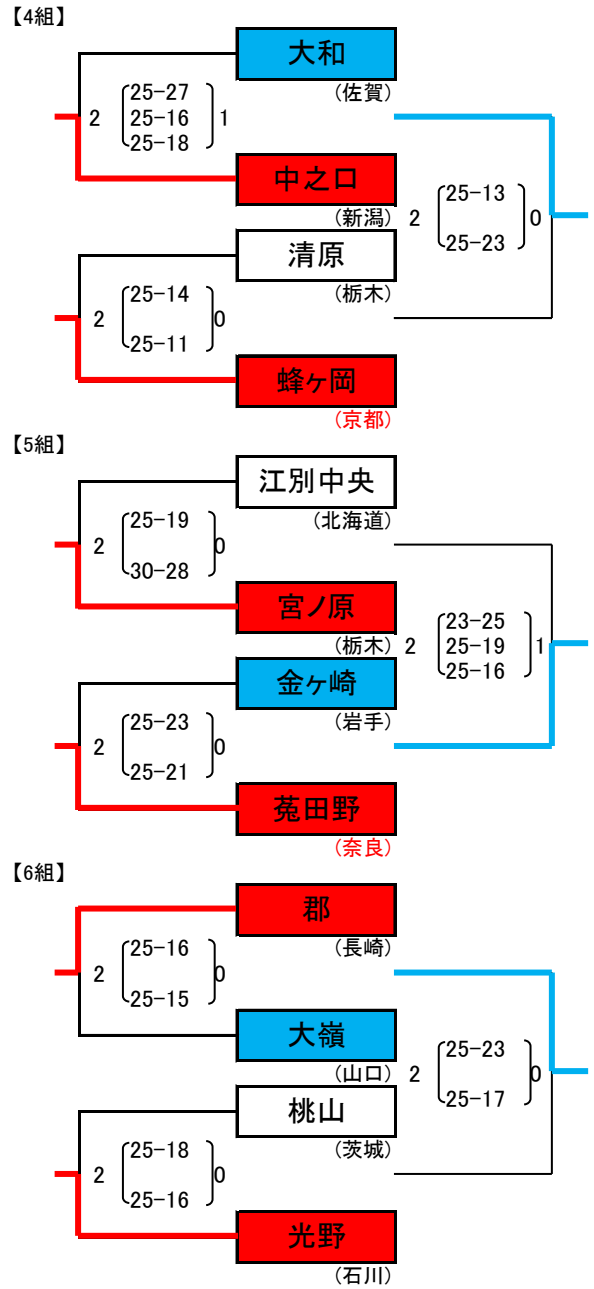 【4組】
大和
(佐賀)
2 25-27 1
25-16
25-18
中之口
(新潟)
2 25-13 0
25-23
清原
(栃木)
2 25-14 0
25-11
蜂ヶ岡
(京都)
【5組】
江別中央
(北海道)
2 25-19 0
30-28
宮ノ原
(栃木)
2 23-25 1
25-19
25-16
金ヶ崎
(岩手)
2 25-23 0
25-21
菟田野
(奈良)
【6組】
郡
(長崎)
2 25-16 0
25-15
大嶺
(山口)
2 25-23 0
25-17
桃山
(茨城)
2 25-18 0
25-16
光野
(石川)